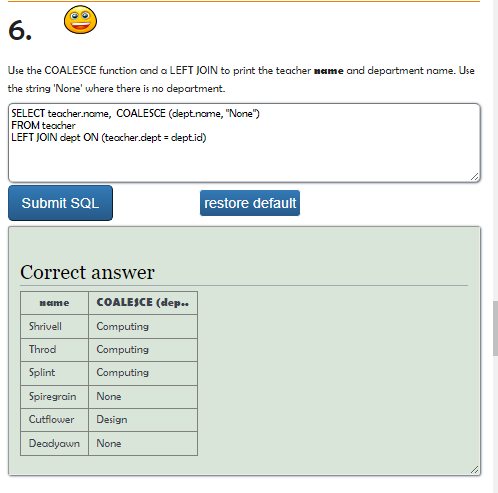 6.
Use the COALESCE function and a LEFT JOIN to print the teacher name and department name. Use
the string 'None' where there is no department.
SELECT teacher.name,  COALESCE (dept.name, "None")
FROM teacher
LEFT JOIN dept ON (teacher.dept = dept.id)
Submit SQL restore default
Correct answer
name COALESCE (dep..
Shrivell Computing
Throd Computing
Splint Computing
Spiregrain None
Cutflower Design
Deadyawn None